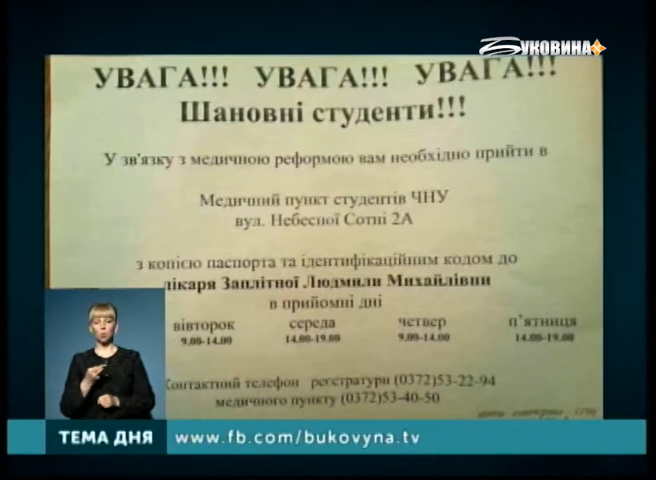 БУКОВИНА
УВАГА!!! УВАГА!!! УВАГА!!!
Шановні студенти!!!
У зв'язку з медичною реформою вам необхідно прийти в
Медичний пункт студентів ЧНУ
вул. Небесної Сотні 2А
з копією паспорта та ідентифікаційним кодом до
лікаря Заплітної Людмили Михайлівни
в прийомні дні
вівторок середа четвер п'ятниця
9.00-14.00 14.00-19.00 9.00-14.00 14.00-19.00
Контактний телефон регєстратури (0372)53-22-94
медичного пункту (0372)53-40-50
ТЕМА ДНЯ www.fb.com/bukovyna.tv